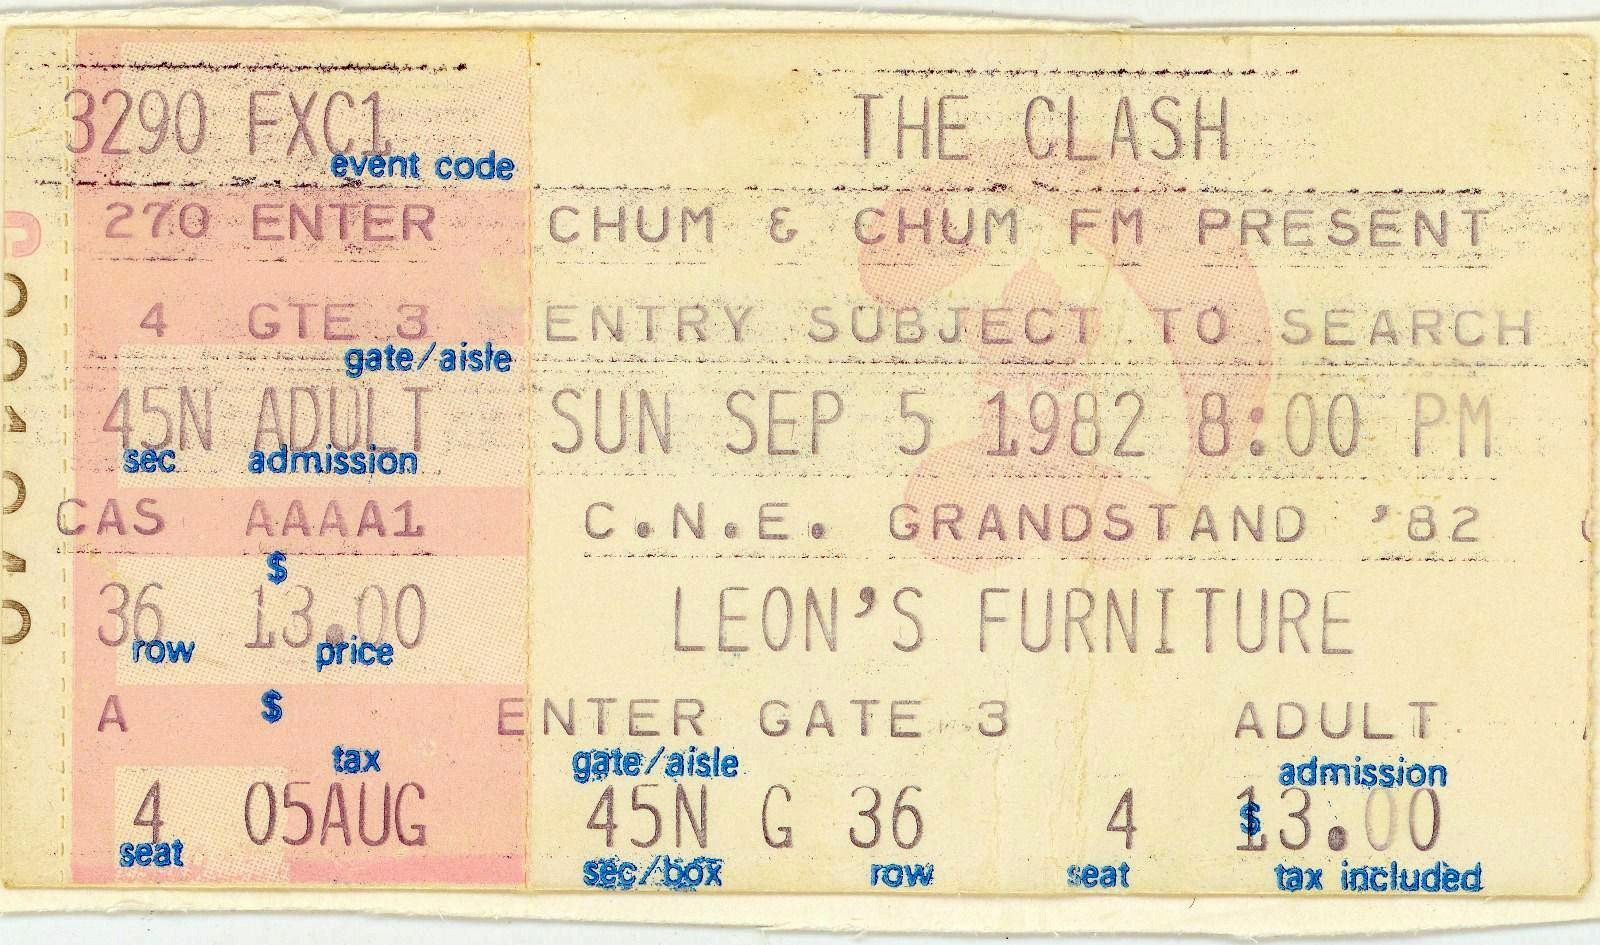 3290 FXC1
event code
270 ENTER
4 GTE 3
gate/aisle
45N ADULT
sec admission
CAS AAAA1
$
36 13.00
row price
A $
tax
4 05AUG
seat
THE CLASH
CHUM & CHUM FM PRESENT
ENTRY SUBJECT TO SEARCH
SUN SEP 5 1982 8:00 PM
C.N.E. GRANDSTAND '82
LEON'S FURNITURE
ENTER GATE 3 ADULT
gate/aisle admission
45N G 36 4 $13.00
sec/box row seat tax included